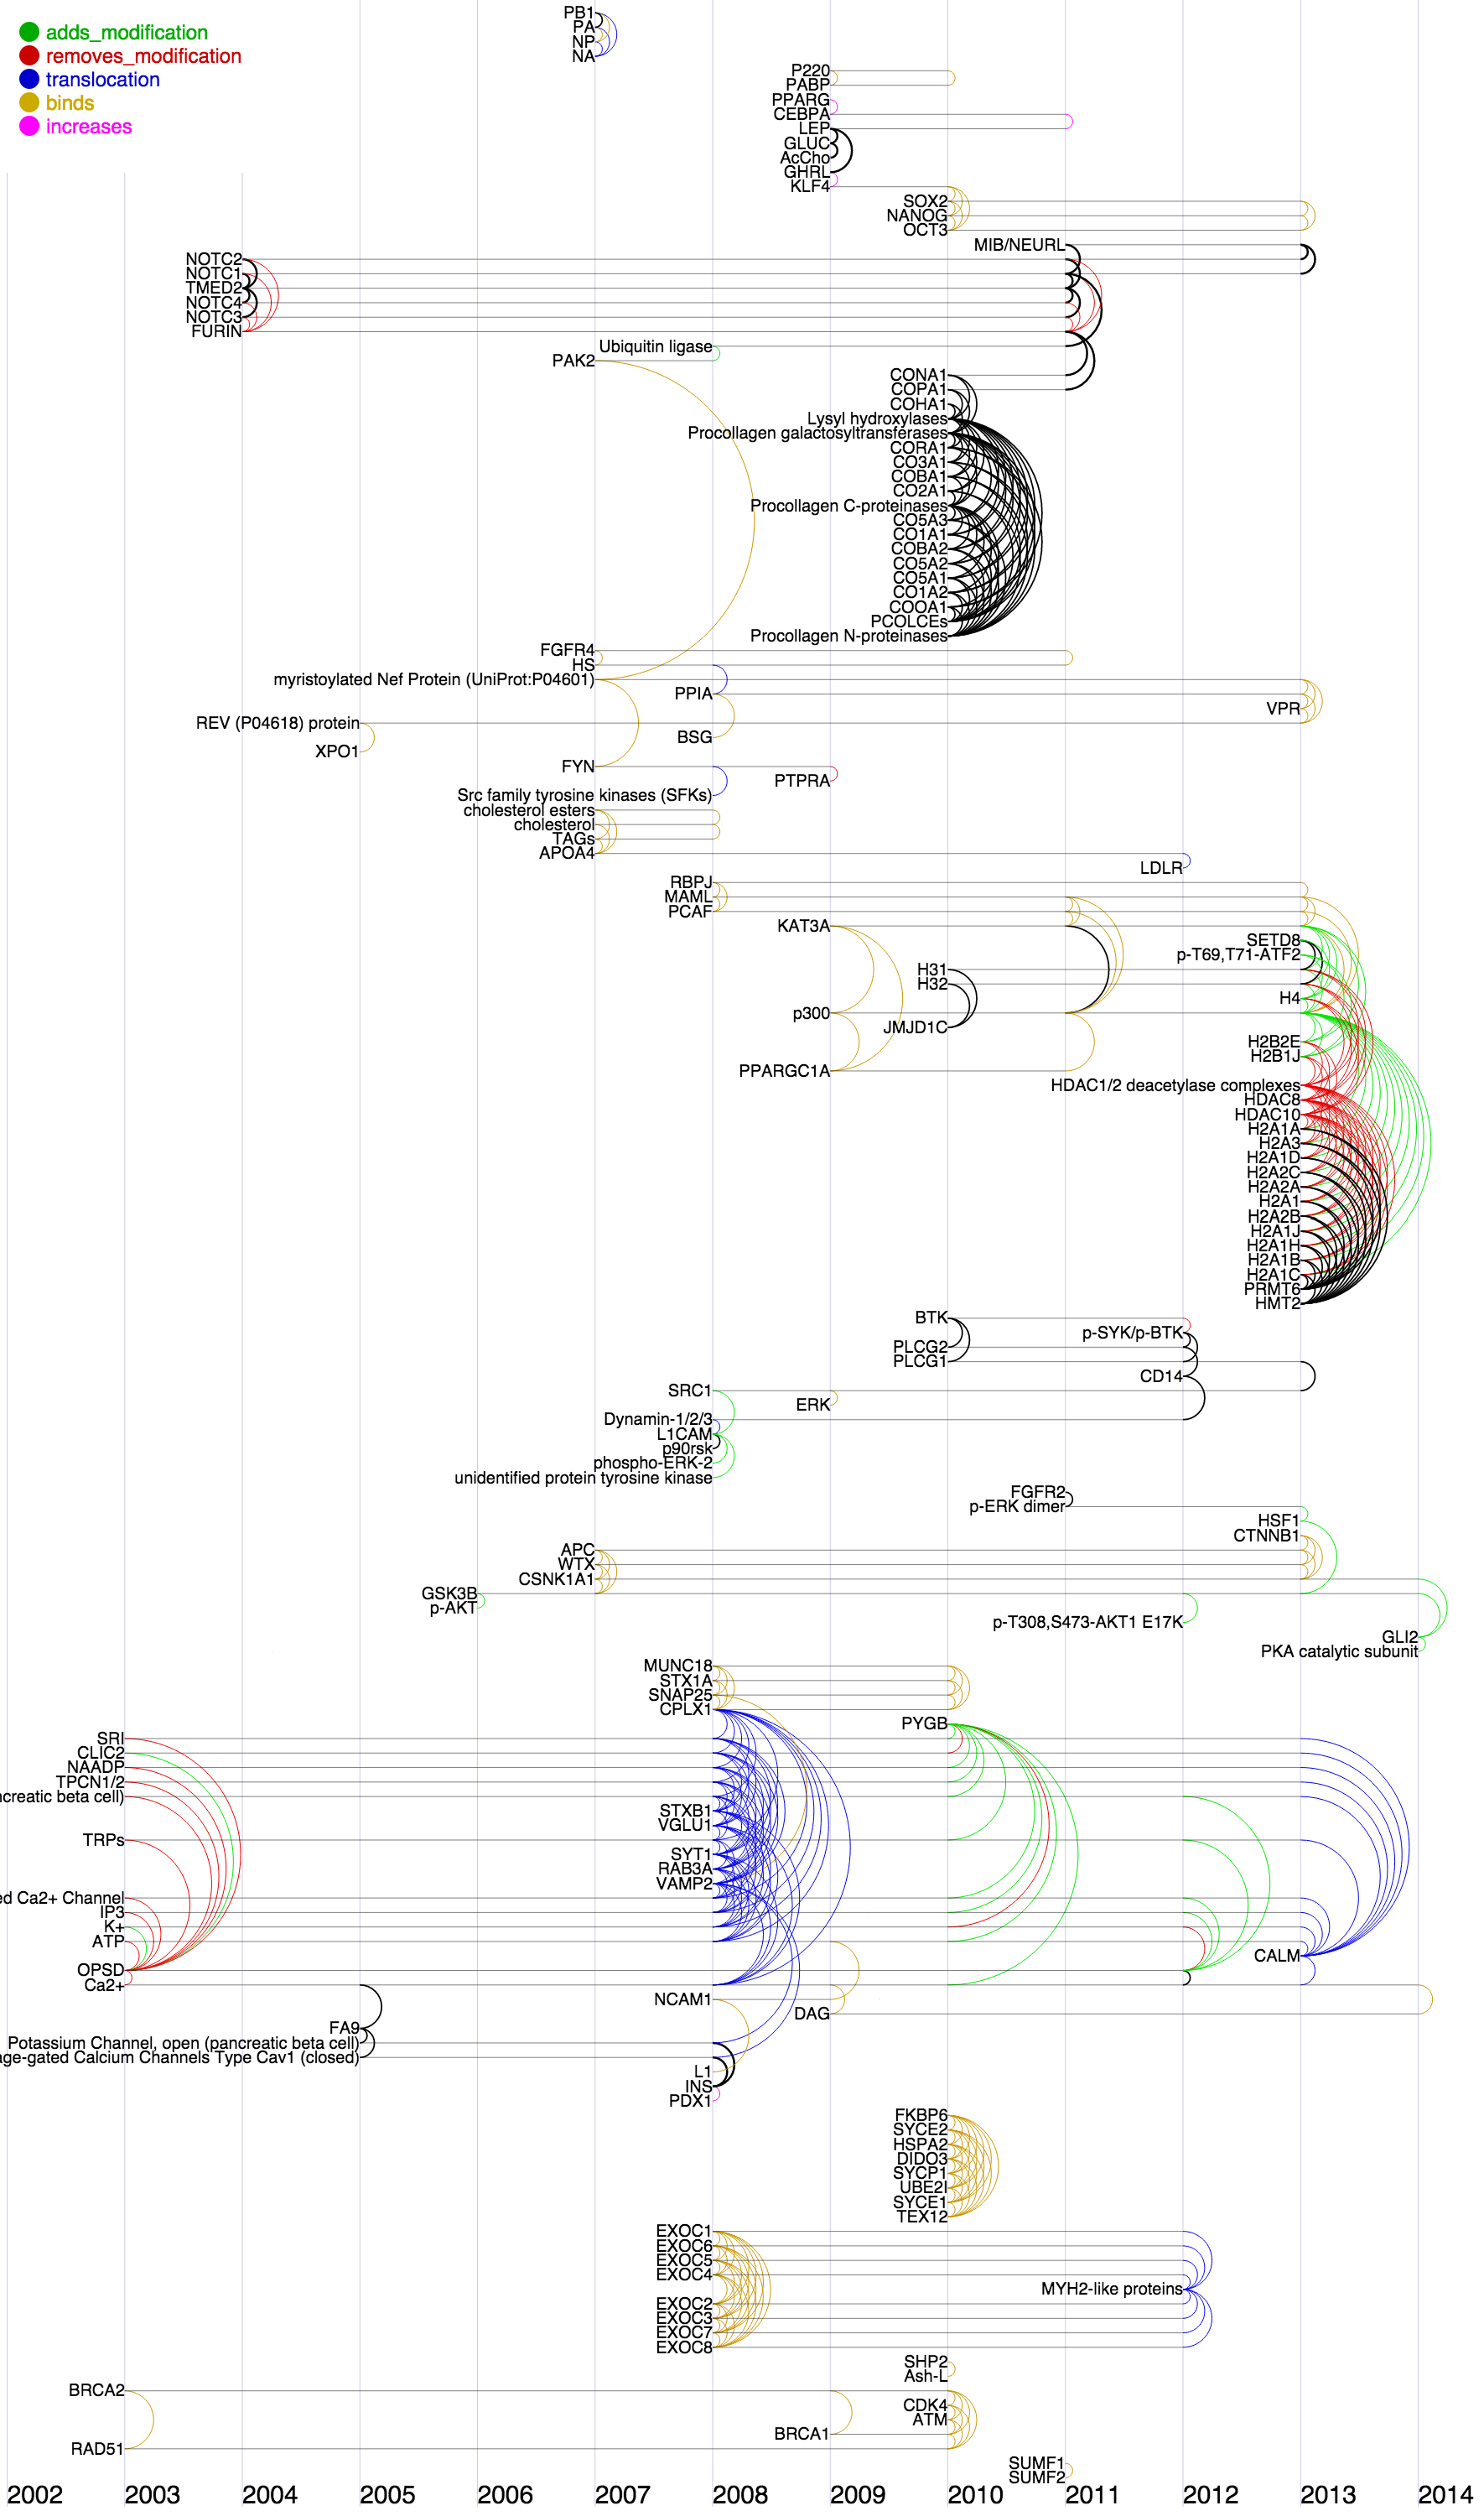 adds_modification
removes_modification
translocation
binds
increases
PB1
PA
NP
NA
P220
PABP
PPARG
CEBPA
LEP
GLUC
AcCho
GHRL
KLF4
SOX2
NANOG
OCT3
MIB/NEURL
NOTC2
NOTC1
TMED2
NOTC4
NOTC3
FURIN
Ubiquitin ligase
PAK2
CONA1
COPA1
COHA1
Lysyl hydroxylases
Procollagen galactosyltransferases
CORA1
CO3A1
COBA1
CO2A1
Procollagen C-proteinases
CO5A3
CO1A1
COBA2
CO5A2
CO5A1
CO1A2
COOA1
PCOLCEs
Procollagen N-proteinases
FGFR4
HS
myristoylated Nef Protein (UniProt:P04601)
PPIA
VPR
REV (P04618) protein
BSG
XPO1
FYN
PTPRA
Src family tyrosine kinases (SFKs)
cholesterol esters
cholesterol
TAGs
APOA4
LDLR
RBPJ
MAML
PCAF
KAT3A
SETD8
p-T69,T71-ATF2
H31
H32
H4
p300
JMJD1C
H2B2E
H2B1J
PPARGC1A
HDAC1/2 deacetylase complexes
HDAC8
HDAC10
H2A1A
H2A3
H2A1D
H2A2C
H2A2A
H2A1
H2A2B
H2A1J
H2A1H
H2A1B
H2A1C
PRMT6
HMT2
BTK
p-SYK/p-BTK
PLCG2
PLCG1
CD14
SRC1
ERK
Dynamin-1/2/3
L1CAM
p90rsk
phospho-ERK-2
unidentified protein tyrosine kinase
FGFR2
p-ERK dimer
HSF1
CTNNB1
APC
WTX
CSNK1A1
GSK3B
p-AKT
p-T308,S473-AKT1 E17K
GLI2
PKA catalytic subunit
MUNC18
STX1A
SNAP25
CPLX1
PYGB
SRI
CLIC2
NAADP
TPCN1/2
ncreatic beta cell)
STXB1
VGLU1
TRPs
SYT1
RAB3A
VAMP2
ed Ca2+ Channel
IP3
K+
ATP
CALM
OPSD
Ca2+
NCAM1
DAG
FA9
Potassium Channel, open (pancreatic beta cell)
age-gated Calcium Channels Type Cav1 (closed)
L1
INS
PDX1
FKBP6
SYCE2
HSPA2
DIDO3
SYCP1
UBE2I
SYCE1
TEX12
EXOC1
EXOC6
EXOC5
EXOC4
MYH2-like proteins
EXOC2
EXOC3
EXOC7
EXOC8
SHP2
Ash-L
BRCA2
CDK4
ATM
BRCA1
RAD51
SUMF1
SUMF2
2002 2003 2004 2005 2006 2007 2008 2009 2010 2011 2012 2013 2014